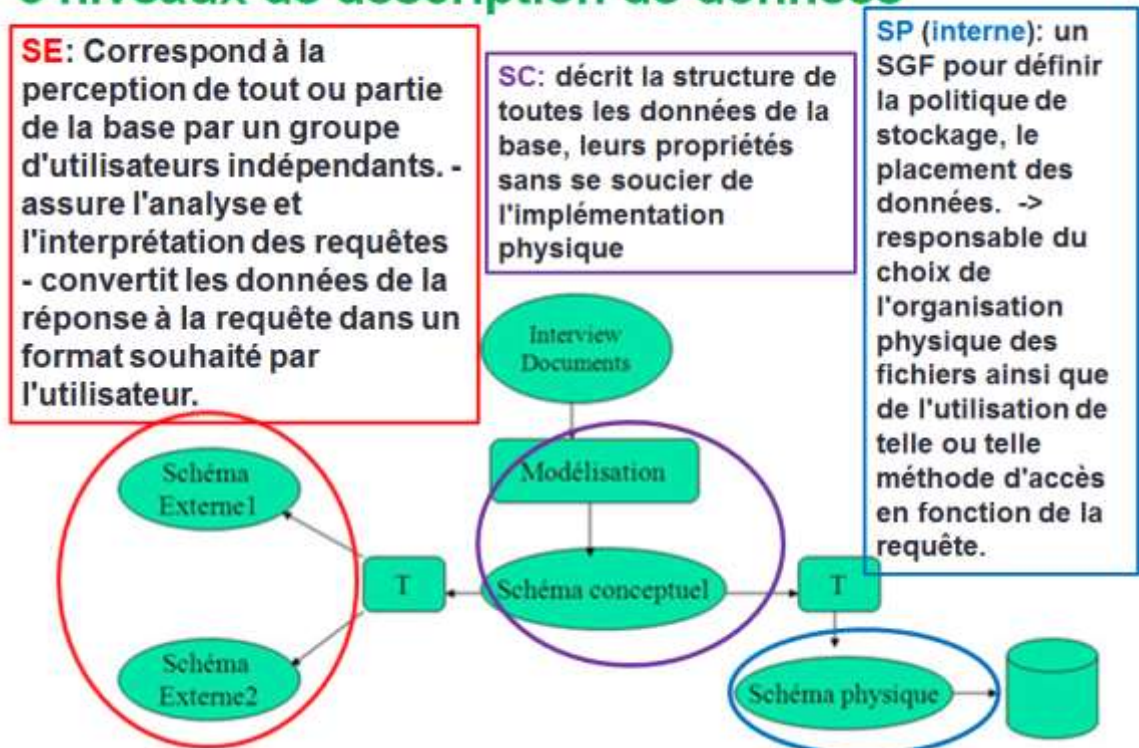 SE: Correspond à la
perception de tout ou partie
de la base par un groupe
d'utilisateurs indépendants. -
assure l'analyse et
l'interprétation des requêtes
- convertit les données de la
réponse à la requête dans un
format souhaité par
l'utilisateur.
SC: décrit la structure de
toutes les données de la
base, leurs propriétés
sans se soucier de
l'implémentation
physique
SP (interne): un
SGF pour définir
la politique de
stockage, le
placement des
données. ->
responsable du
choix de
l'organisation
physique des
fichiers ainsi que
de l'utilisation de
telle ou telle
méthode d'accès
en fonction de la
requête.
Interview
Documents
Modélisation
Schéma
Externe1
T
Schéma conceptuel
T
Schéma
Externe2
Schéma physique